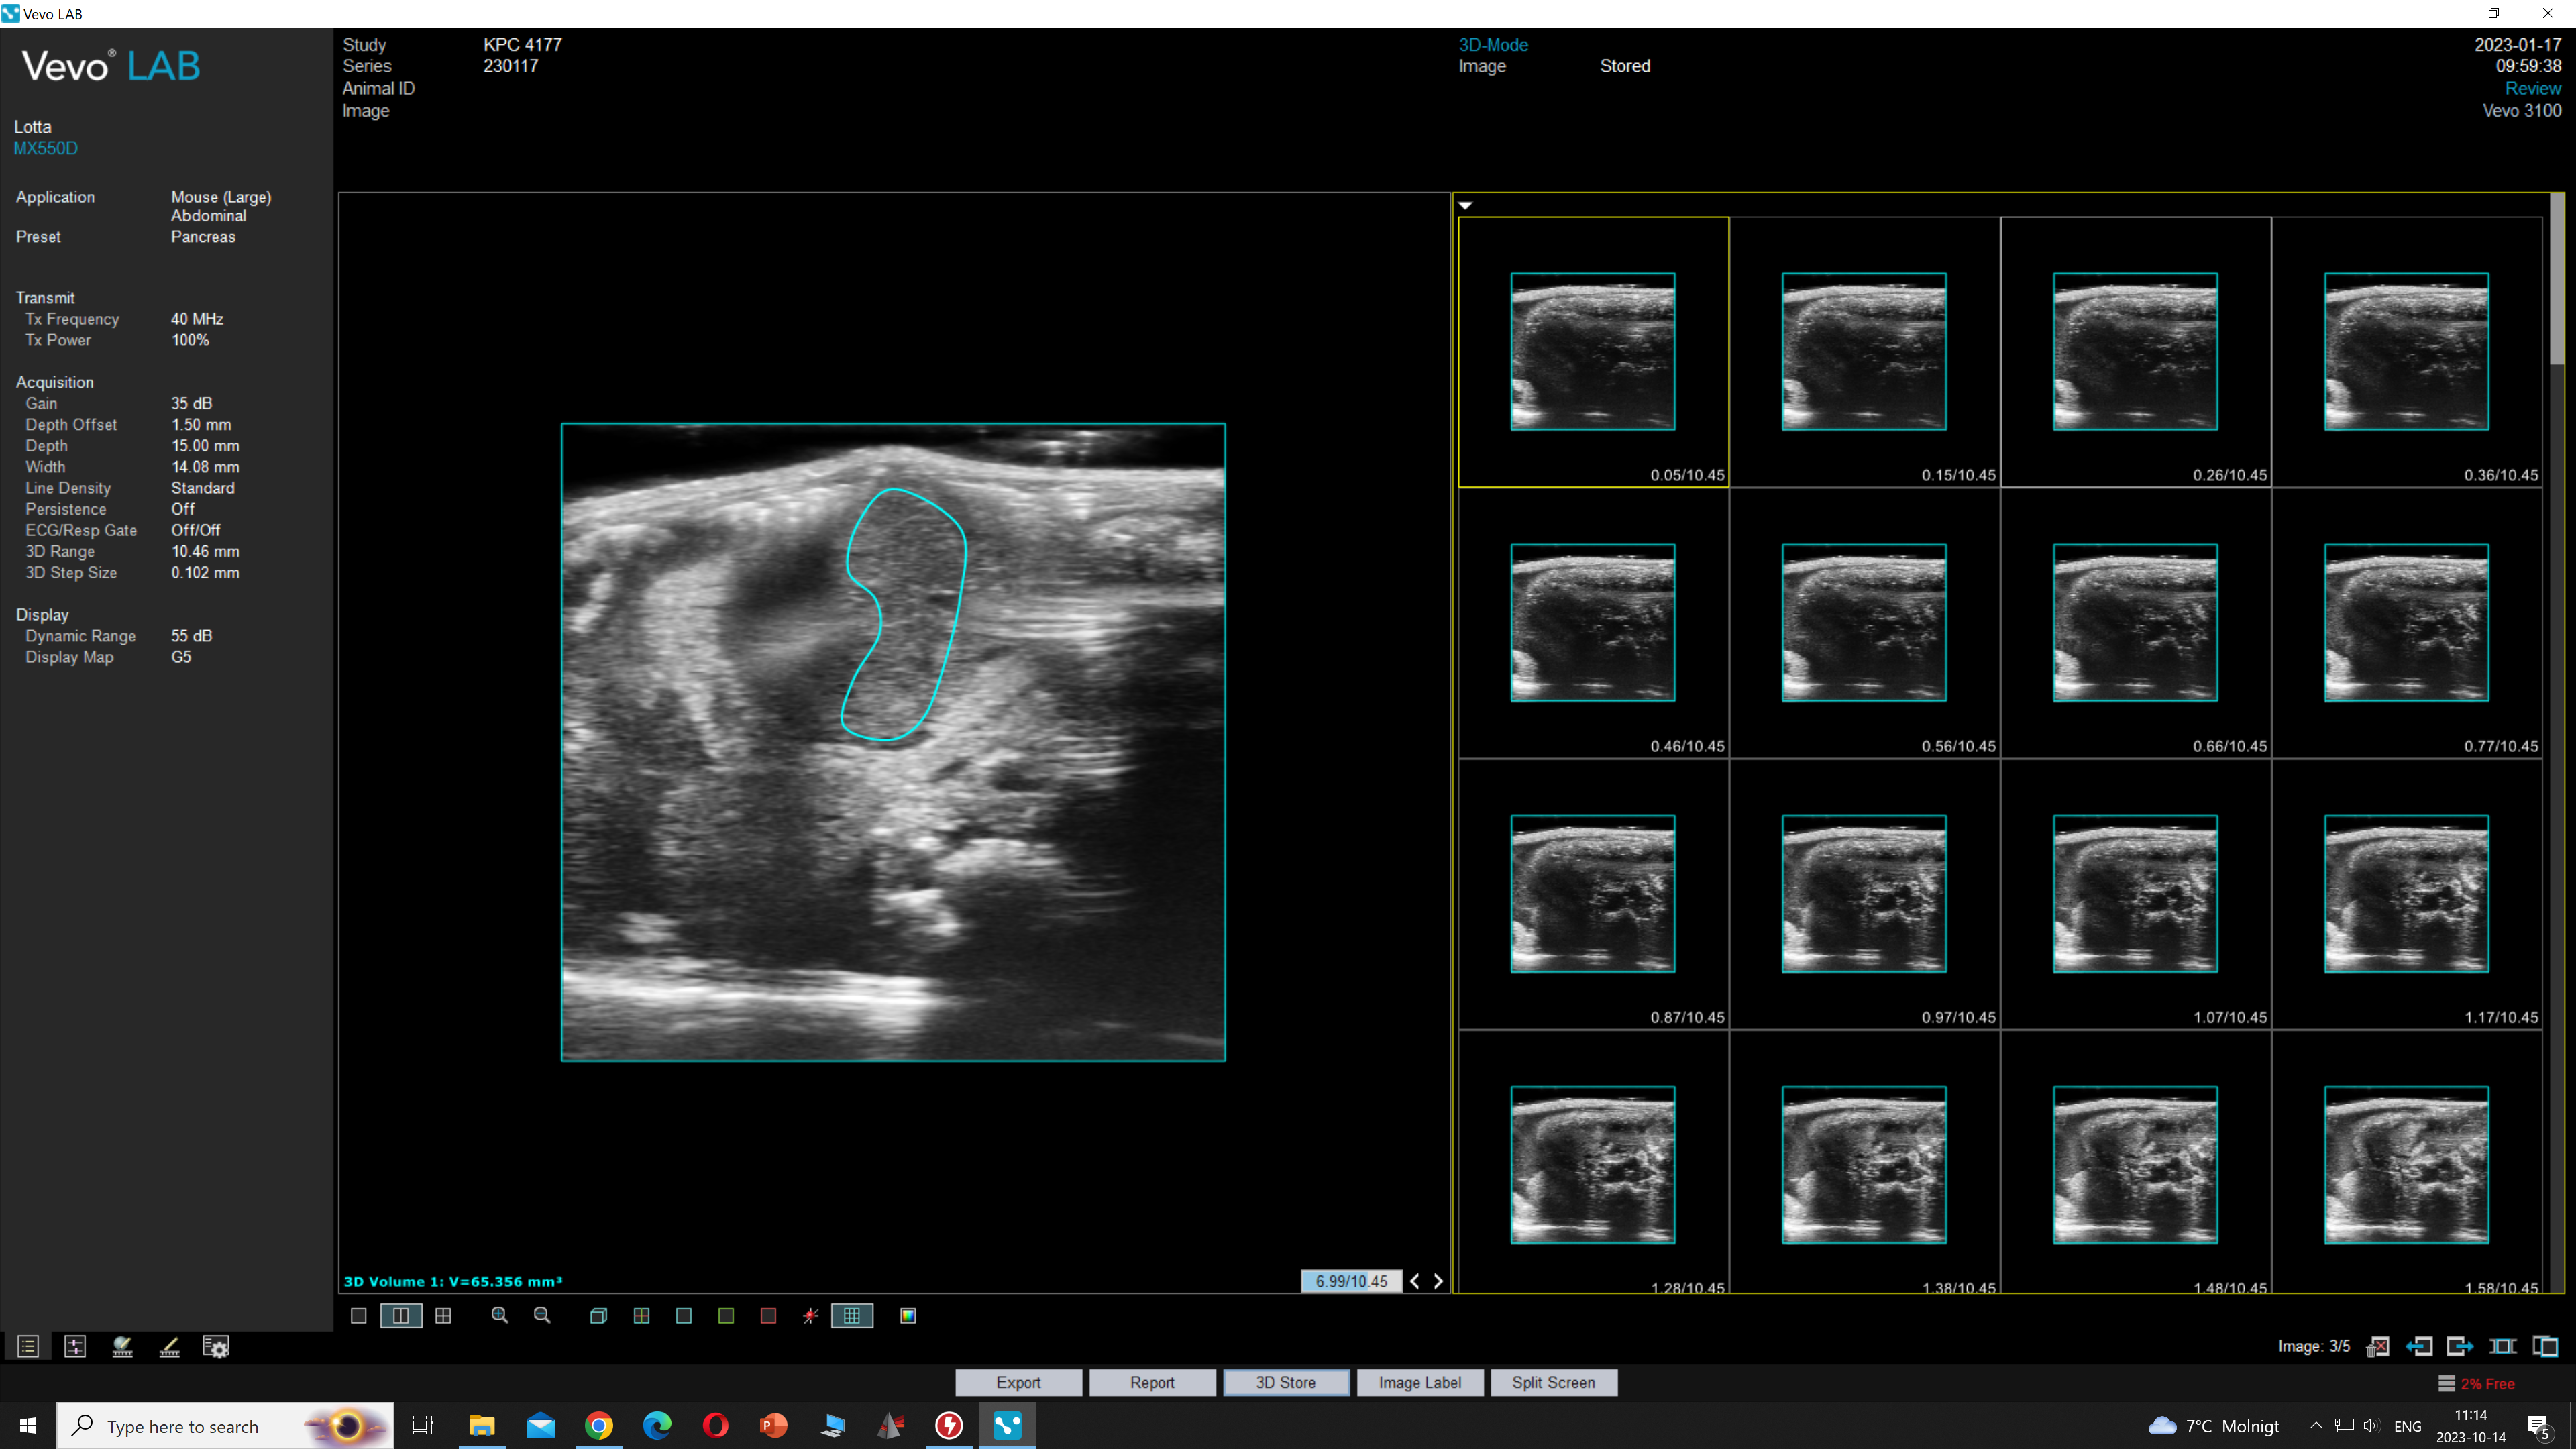 Vevo LAB
Vevo® LAB
Lotta
MX550D
Application Mouse (Large)
Abdominal
Preset Pancreas
Transmit
Tx Frequency 40 MHz
Tx Power 100%
Acquisition
Gain 35 dB
Depth Offset 1.50 mm
Depth 15.00 mm
Width 14.08 mm
Line Density Standard
Persistence Off
ECG/Resp Gate Off/Off
3D Range 10.46 mm
3D Step Size 0.102 mm
Display
Dynamic Range 55 dB
Display Map G5
Study KPC 4177
Series 230117
Animal ID
Image
3D-Mode
Image Stored
2023-01-17
09:59:38
Review
Vevo 3100
0.05/10.45 0.15/10.45 0.26/10.45 0.36/10.45
0.46/10.45 0.56/10.45 0.66/10.45 0.77/10.45
0.87/10.45 0.97/10.45 1.07/10.45 1.17/10.45
1.28/10.45 1.38/10.45 1.48/10.45 1.58/10.45
3D Volume 1: V=65.356 mm³
6.99/10.45
Image: 3/5
Export Report 3D Store Image Label Split Screen
2% Free
Type here to search
P
7°C Molnigt
ENG
11:14
2023-10-14
5